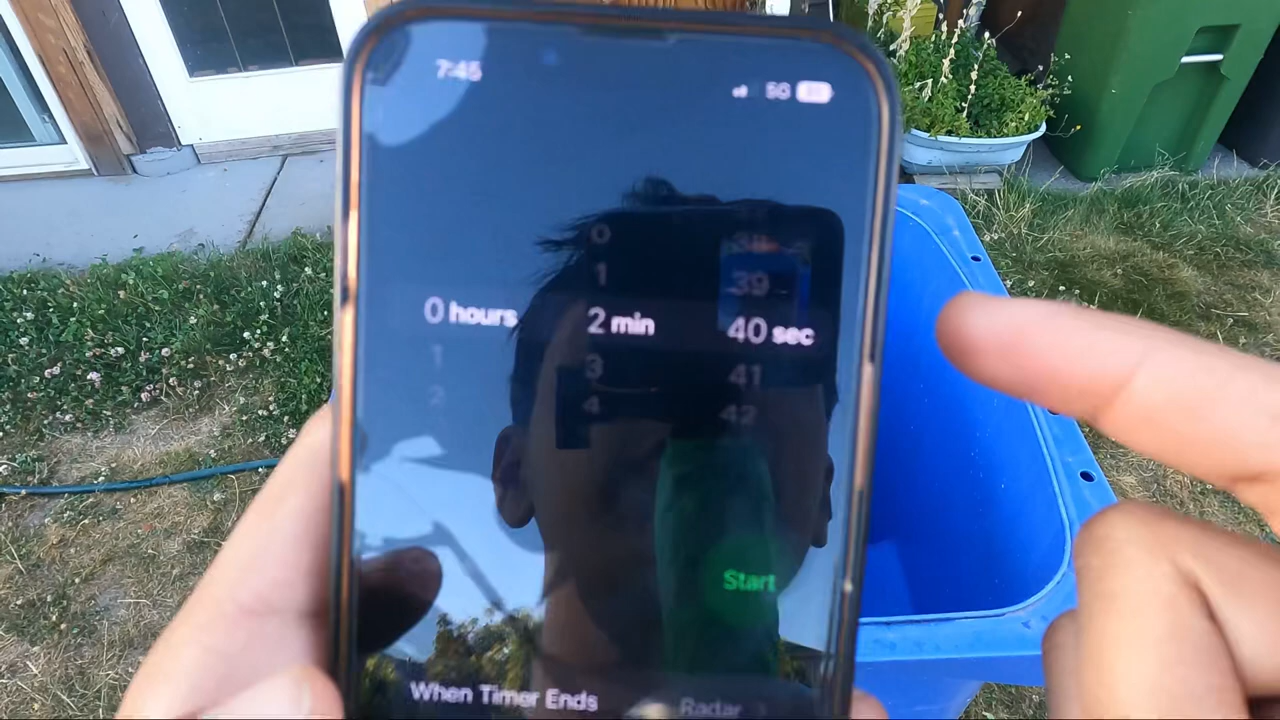 7:45 5G
0 38
1 39
0 hours 2 min 40 sec
1 3 41
2 4 42
Start
When Timer Ends Radar